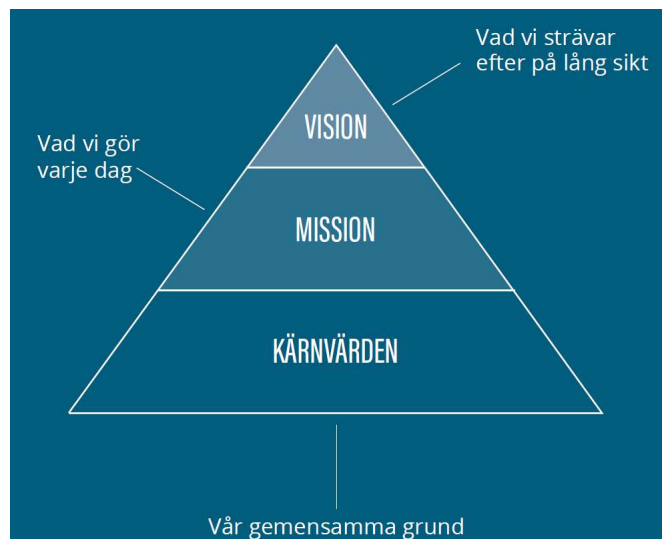 Vad vi strävar
efter på lång sikt
VISION
Vad vi gör
varje dag
MISSION
KÄRNVÄRDEN
Vår gemensamma grund